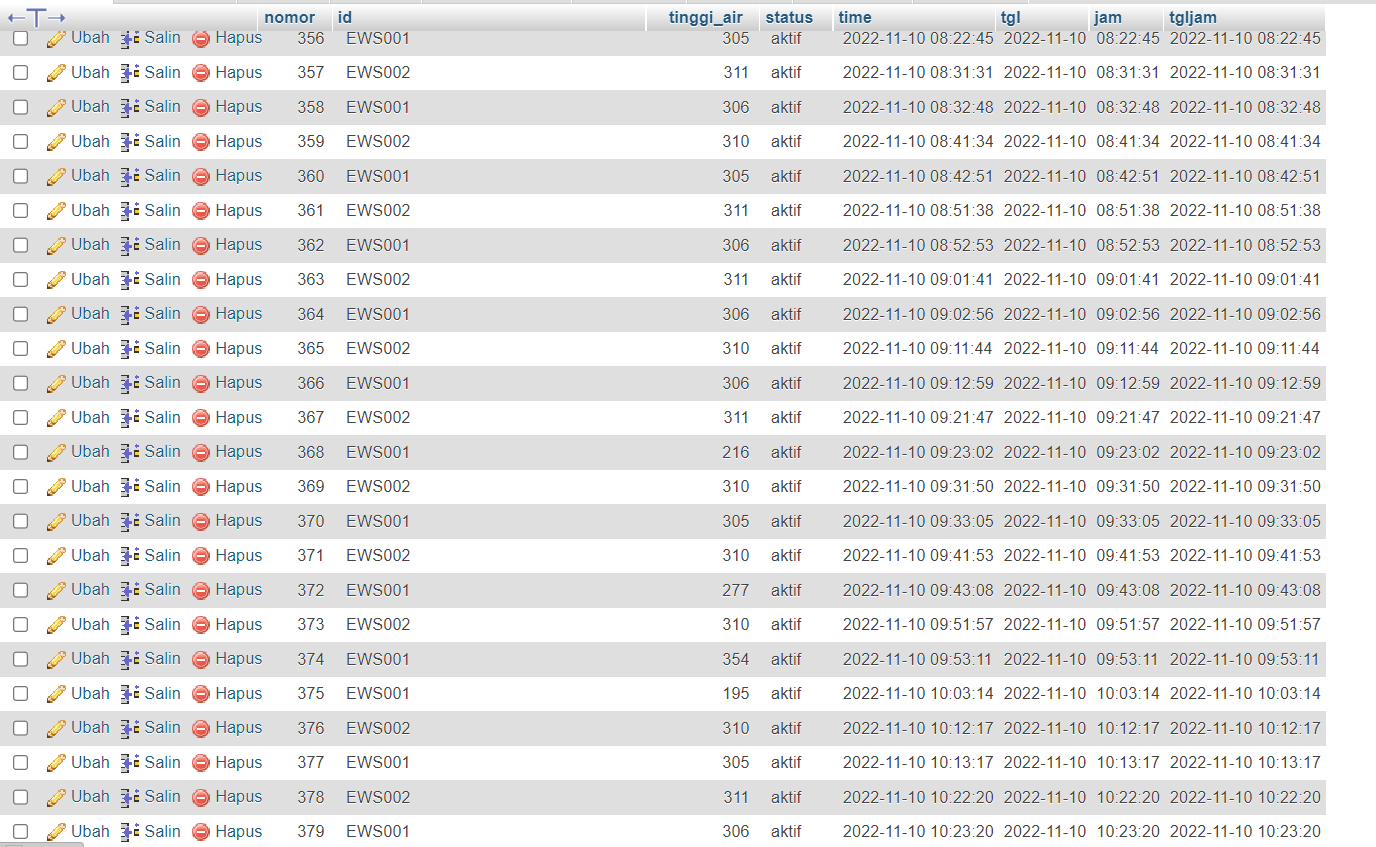 nomor id tinggi_air status time tgl jam tgljam
Ubah Salin Hapus 356 EWS001 305 aktif 2022-11-10 08:22:45 2022-11-10 08:22:45 2022-11-10 08:22:45
Ubah Salin Hapus 357 EWS002 311 aktif 2022-11-10 08:31:31 2022-11-10 08:31:31 2022-11-10 08:31:31
Ubah Salin Hapus 358 EWS001 306 aktif 2022-11-10 08:32:48 2022-11-10 08:32:48 2022-11-10 08:32:48
Ubah Salin Hapus 359 EWS002 310 aktif 2022-11-10 08:41:34 2022-11-10 08:41:34 2022-11-10 08:41:34
Ubah Salin Hapus 360 EWS001 305 aktif 2022-11-10 08:42:51 2022-11-10 08:42:51 2022-11-10 08:42:51
Ubah Salin Hapus 361 EWS002 311 aktif 2022-11-10 08:51:38 2022-11-10 08:51:38 2022-11-10 08:51:38
Ubah Salin Hapus 362 EWS001 306 aktif 2022-11-10 08:52:53 2022-11-10 08:52:53 2022-11-10 08:52:53
Ubah Salin Hapus 363 EWS002 311 aktif 2022-11-10 09:01:41 2022-11-10 09:01:41 2022-11-10 09:01:41
Ubah Salin Hapus 364 EWS001 306 aktif 2022-11-10 09:02:56 2022-11-10 09:02:56 2022-11-10 09:02:56
Ubah Salin Hapus 365 EWS002 310 aktif 2022-11-10 09:11:44 2022-11-10 09:11:44 2022-11-10 09:11:44
Ubah Salin Hapus 366 EWS001 306 aktif 2022-11-10 09:12:59 2022-11-10 09:12:59 2022-11-10 09:12:59
Ubah Salin Hapus 367 EWS002 311 aktif 2022-11-10 09:21:47 2022-11-10 09:21:47 2022-11-10 09:21:47
Ubah Salin Hapus 368 EWS001 216 aktif 2022-11-10 09:23:02 2022-11-10 09:23:02 2022-11-10 09:23:02
Ubah Salin Hapus 369 EWS002 310 aktif 2022-11-10 09:31:50 2022-11-10 09:31:50 2022-11-10 09:31:50
Ubah Salin Hapus 370 EWS001 305 aktif 2022-11-10 09:33:05 2022-11-10 09:33:05 2022-11-10 09:33:05
Ubah Salin Hapus 371 EWS002 310 aktif 2022-11-10 09:41:53 2022-11-10 09:41:53 2022-11-10 09:41:53
Ubah Salin Hapus 372 EWS001 277 aktif 2022-11-10 09:43:08 2022-11-10 09:43:08 2022-11-10 09:43:08
Ubah Salin Hapus 373 EWS002 310 aktif 2022-11-10 09:51:57 2022-11-10 09:51:57 2022-11-10 09:51:57
Ubah Salin Hapus 374 EWS001 354 aktif 2022-11-10 09:53:11 2022-11-10 09:53:11 2022-11-10 09:53:11
Ubah Salin Hapus 375 EWS001 195 aktif 2022-11-10 10:03:14 2022-11-10 10:03:14 2022-11-10 10:03:14
Ubah Salin Hapus 376 EWS002 310 aktif 2022-11-10 10:12:17 2022-11-10 10:12:17 2022-11-10 10:12:17
Ubah Salin Hapus 377 EWS001 305 aktif 2022-11-10 10:13:17 2022-11-10 10:13:17 2022-11-10 10:13:17
Ubah Salin Hapus 378 EWS002 311 aktif 2022-11-10 10:22:20 2022-11-10 10:22:20 2022-11-10 10:22:20
Ubah Salin Hapus 379 EWS001 306 aktif 2022-11-10 10:23:20 2022-11-10 10:23:20 2022-11-10 10:23:20